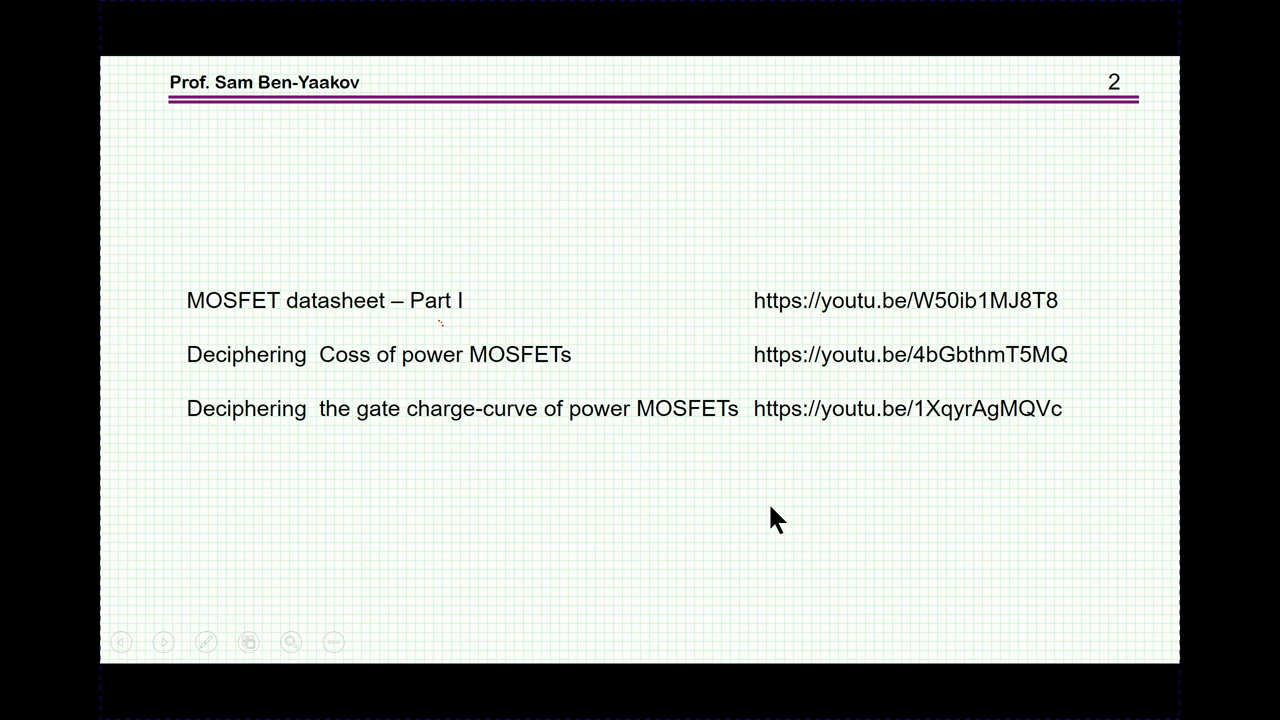 Prof. Sam Ben-Yaakov 2
MOSFET datasheet – Part I https://youtu.be/W50ib1MJ8T8
Deciphering Coss of power MOSFETs https://youtu.be/4bGbthmT5MQ
Deciphering the gate charge-curve of power MOSFETs https://youtu.be/1XqyrAgMQVc